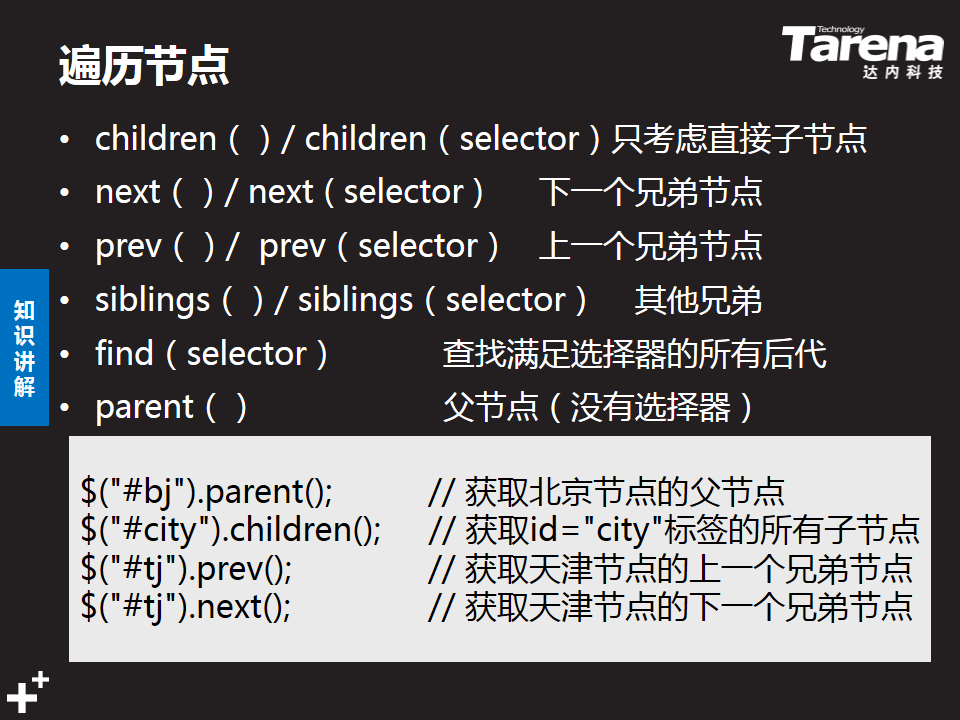 遍历节点
Technology
Tarena
达内科技
• children（ ）/ children（selector）只考虑直接子节点
• next（ ）/ next（selector） 下一个兄弟节点
• prev（ ）/ prev（selector） 上一个兄弟节点
• siblings（ ）/ siblings（selector） 其他兄弟
• find（selector） 查找满足选择器的所有后代
• parent（ ） 父节点（没有选择器）
知识讲解
$("#bj").parent(); // 获取北京节点的父节点
$("#city").children(); // 获取id="city"标签的所有子节点
$("#tj").prev(); // 获取天津节点的上一个兄弟节点
$("#tj").next(); // 获取天津节点的下一个兄弟节点